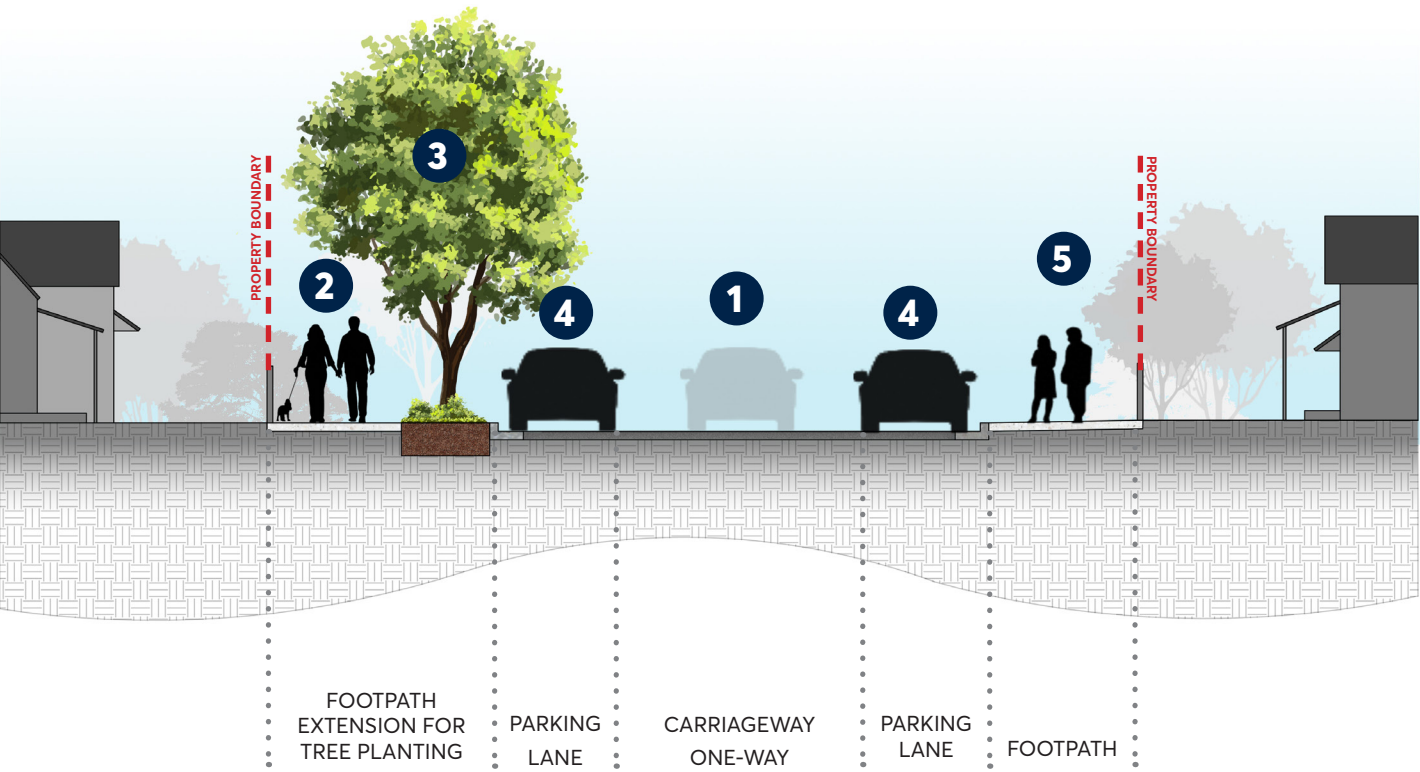 3
PROPERTY BOUNDARY
PROPERTY BOUNDARY
5
2
1
4
4
FOOTPATH
EXTENSION FOR
TREE PLANTING
PARKING
LANE
CARRIAGEWAY
ONE-WAY
PARKING
LANE
FOOTPATH